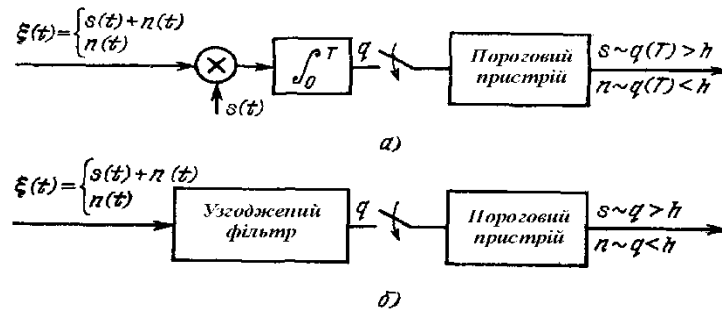 ξ(t)={s(t)+n(t)
n(t)
×
s(t)
∫₀ᵀ
q
Пороговий
пристрій
s~q(T)>h
n~q(T)<h
а)
ξ(t)={s(t)+n(t)
n(t)
Узгоджений
фільтр
q
Пороговий
пристрій
s~q>h
n~q<h
б)